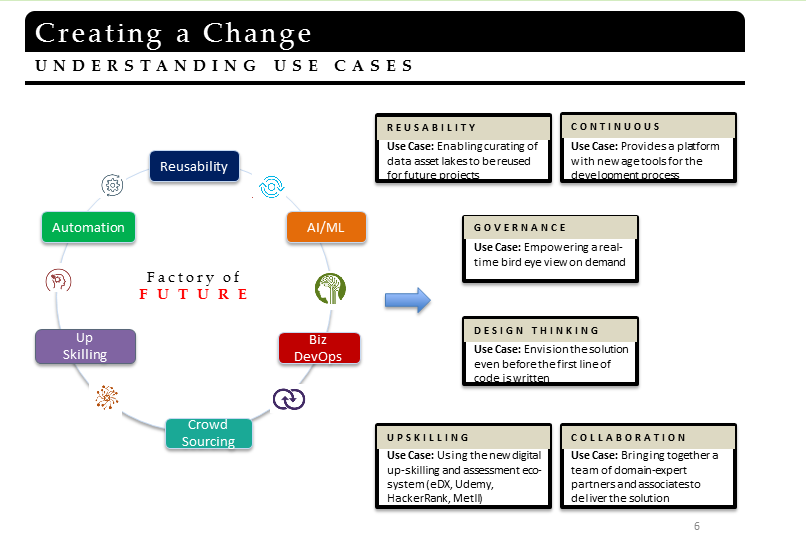 Creating a Change
UNDERSTANDING USE CASES
Reusability
Automation
AI/ML
Factory of
FUTURE
Up
Skilling
Biz
DevOps
Crowd
Sourcing
REUSABILITY
Use Case: Enabling curating of
data asset lakes to be reused
for future projects
CONTINUOUS
Use Case: Provides a platform
with new age tools for the
development process
GOVERNANCE
Use Case: Empowering a real-
time bird eye view on demand
DESIGN THINKING
Use Case: Envision the solution
even before the first line of
code is written
UPSKILLING
Use Case: Using the new digital
up-skilling and assessment eco-
system (eDX, Udemy,
HackerRank, Metll)
COLLABORATION
Use Case: Bringing together a
team of domain-expert
partners and associates to
deliver the solution
6